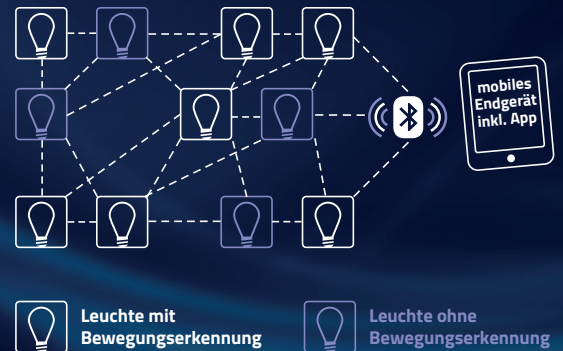 mobiles
Endgerät
inkl. App
Leuchte mit
Bewegungserkennung
Leuchte ohne
Bewegungserkennung